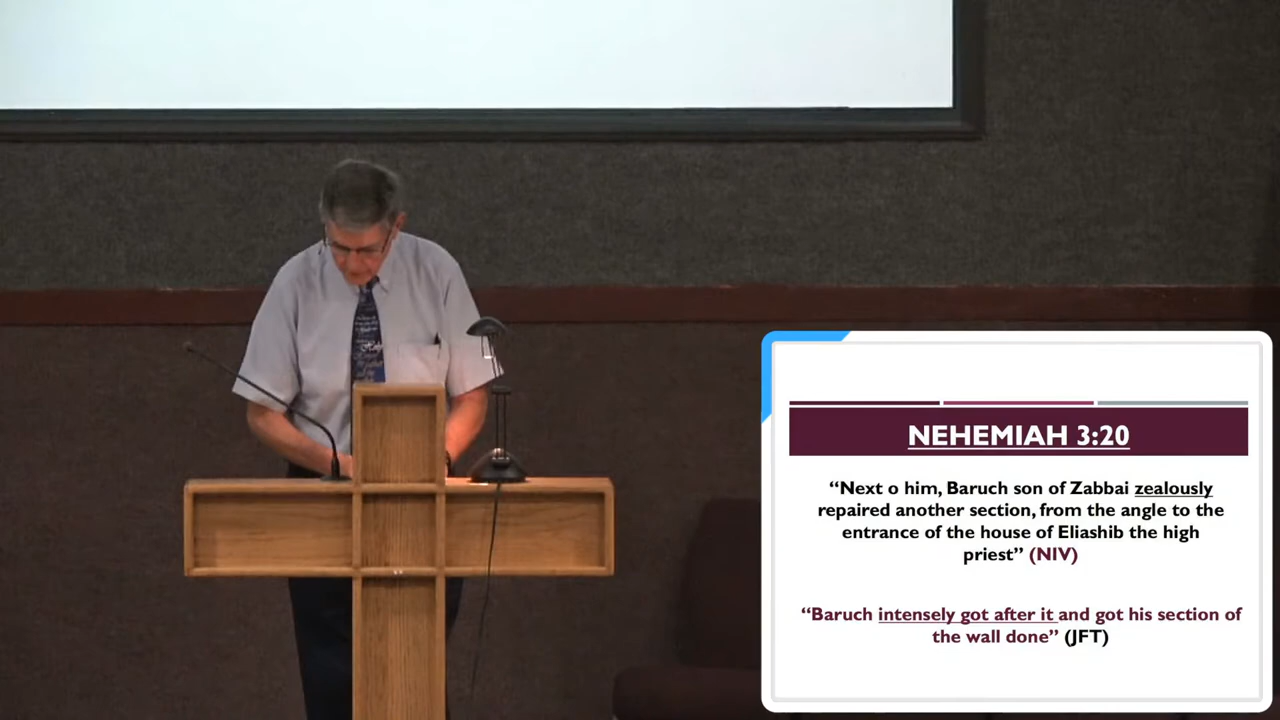 NEHEMIAH 3:20
“Next o him, Baruch son of Zabbai zealously
repaired another section, from the angle to the
entrance of the house of Eliashib the high
priest” (NIV)
“Baruch intensely got after it and got his section of
the wall done” (JFT)